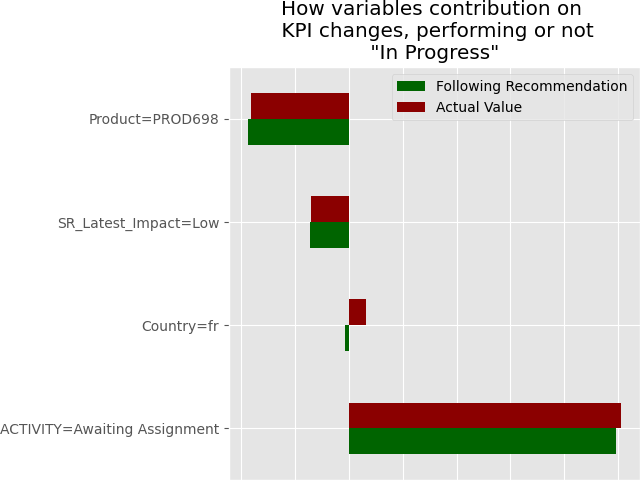 How variables contribution on
KPI changes, performing or not
"In Progress"
Following Recommendation
Actual Value
Product=PROD698
SR_Latest_Impact=Low
Country=fr
ACTIVITY=Awaiting Assignment